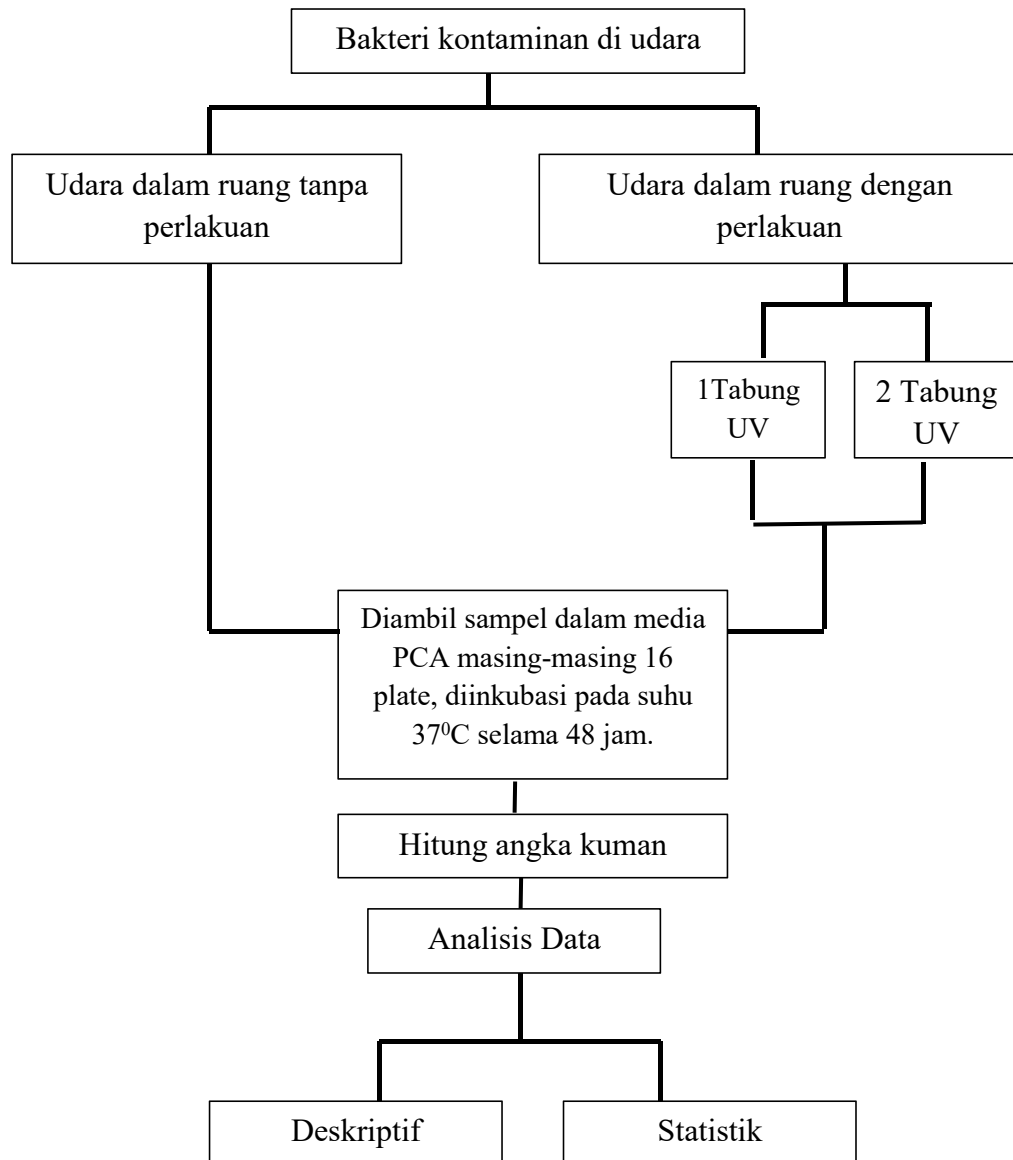 Bakteri kontaminan di udara
Udara dalam ruang tanpa
perlakuan
Udara dalam ruang dengan
perlakuan
1Tabung
UV
2 Tabung
UV
Diambil sampel dalam media
PCA masing-masing 16
plate, diinkubasi pada suhu
37⁰C selama 48 jam.
Hitung angka kuman
Analisis Data
Deskriptif
Statistik